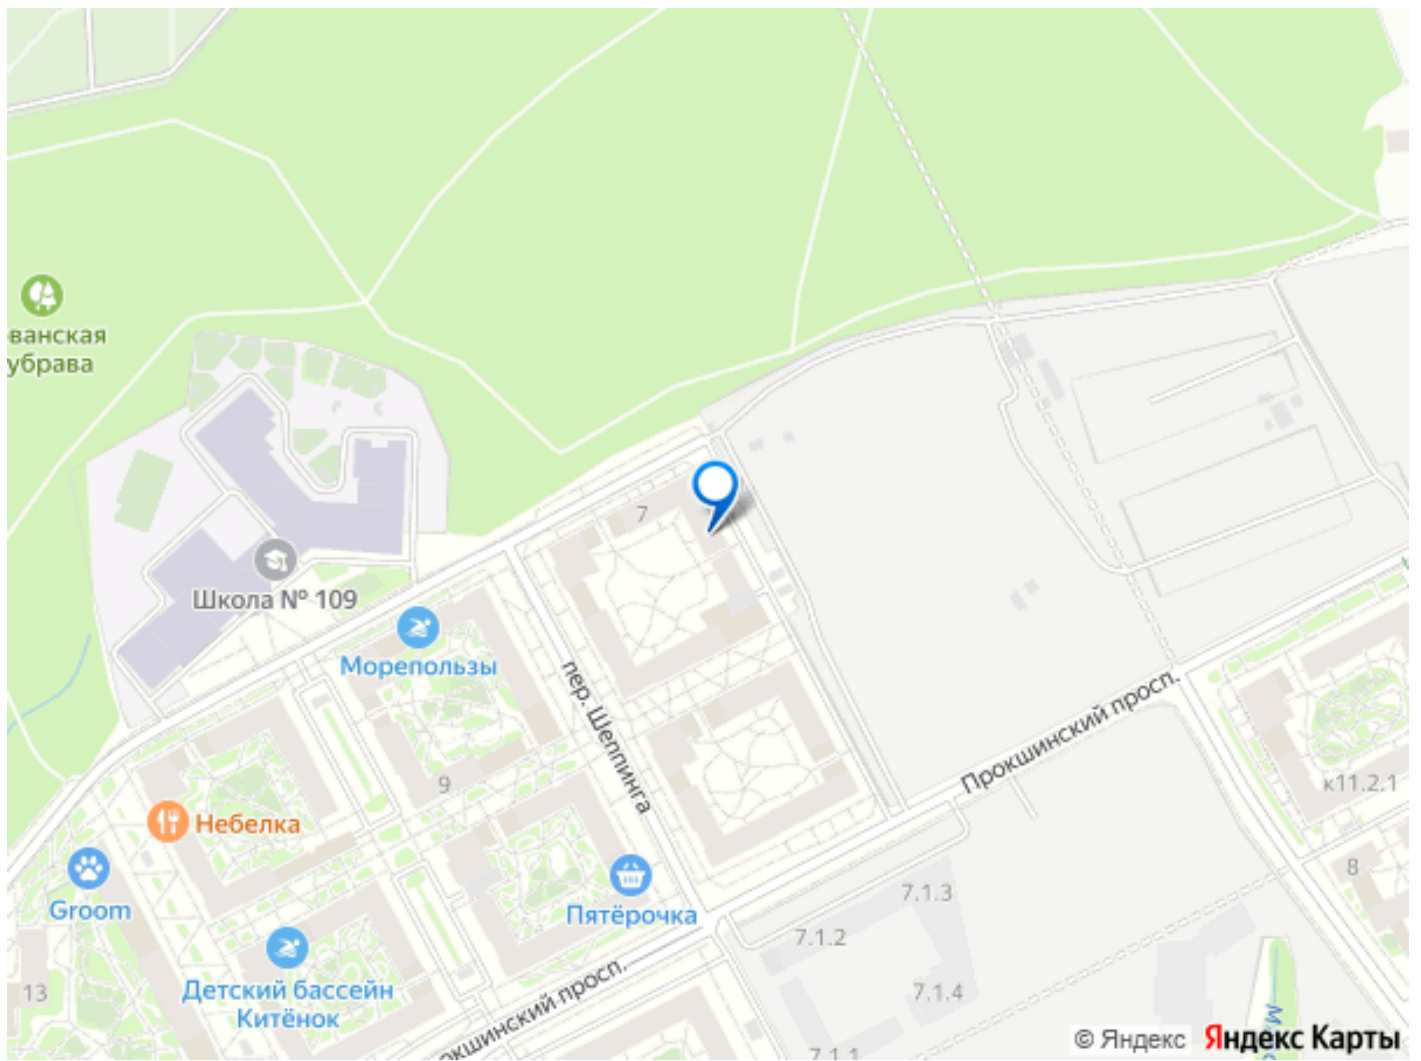 ованская
убрава
7
Школа № 109
Морепользы
пер. Шеппинга
Прокшинский просп.
9
к11.2.1
Небелка
8
Groom
Пятёрочка
7.1.3
7.1.2
Детский бассейн
Китёнок
13
7.1.4
окшинский просп.
7.1.1
© Яндекс Яндекс Карты